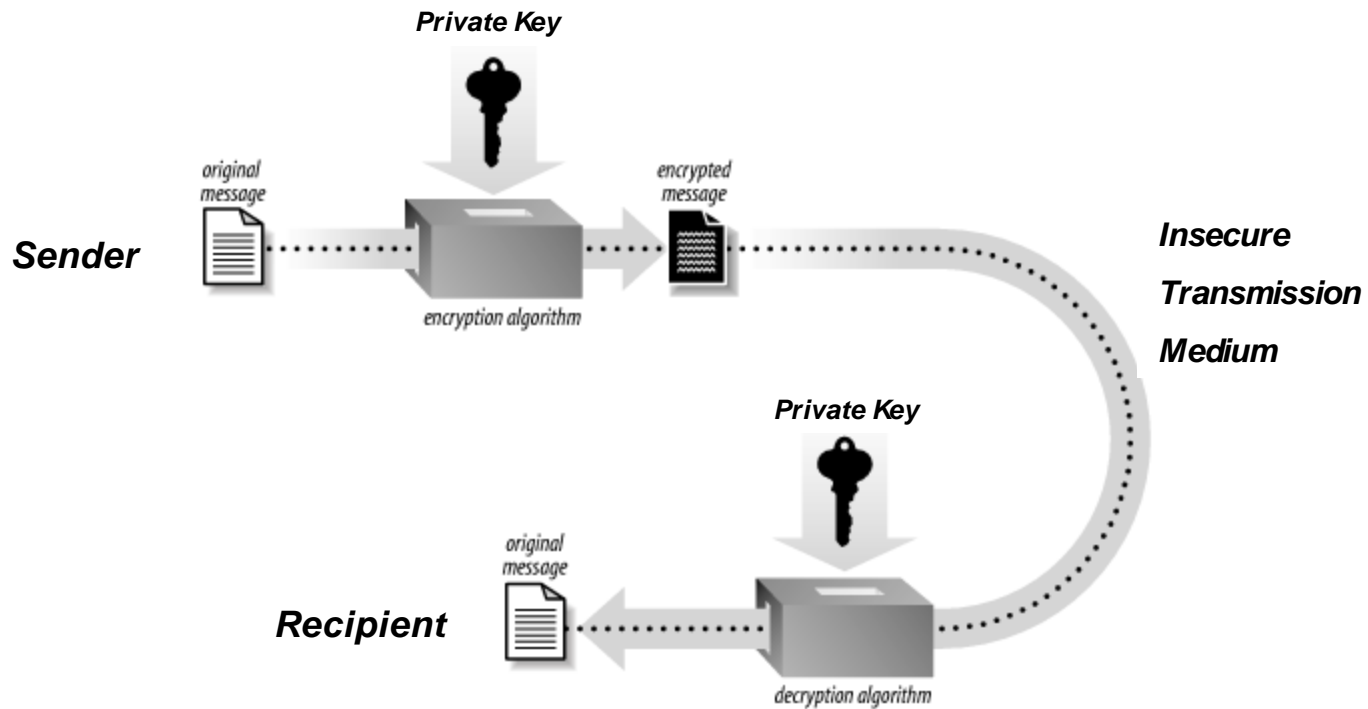 Private Key
original
message
encrypted
message
Sender
encryption algorithm
Insecure
Transmission
Medium
Private Key
original
message
Recipient
decryption algorithm